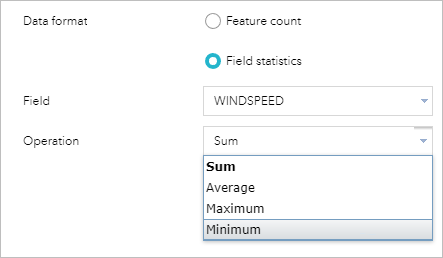 Data format Feature count
Field statistics
Field WINDSPEED
Operation Sum
Sum
Average
Maximum
Minimum